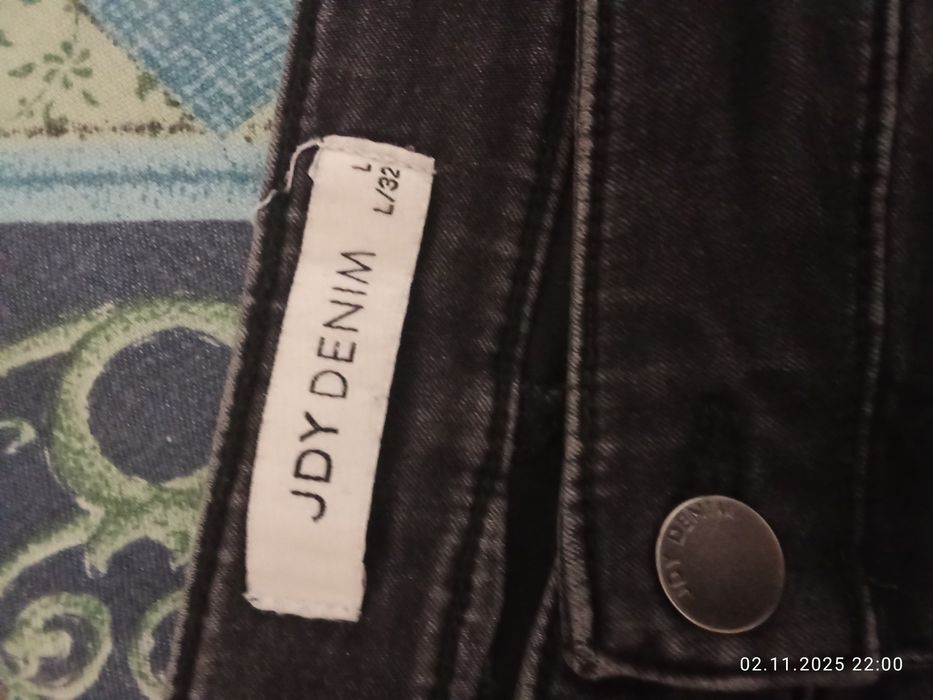 L
L/32
JDY DENIM
JDY DENIM
02.11.2025 22:00